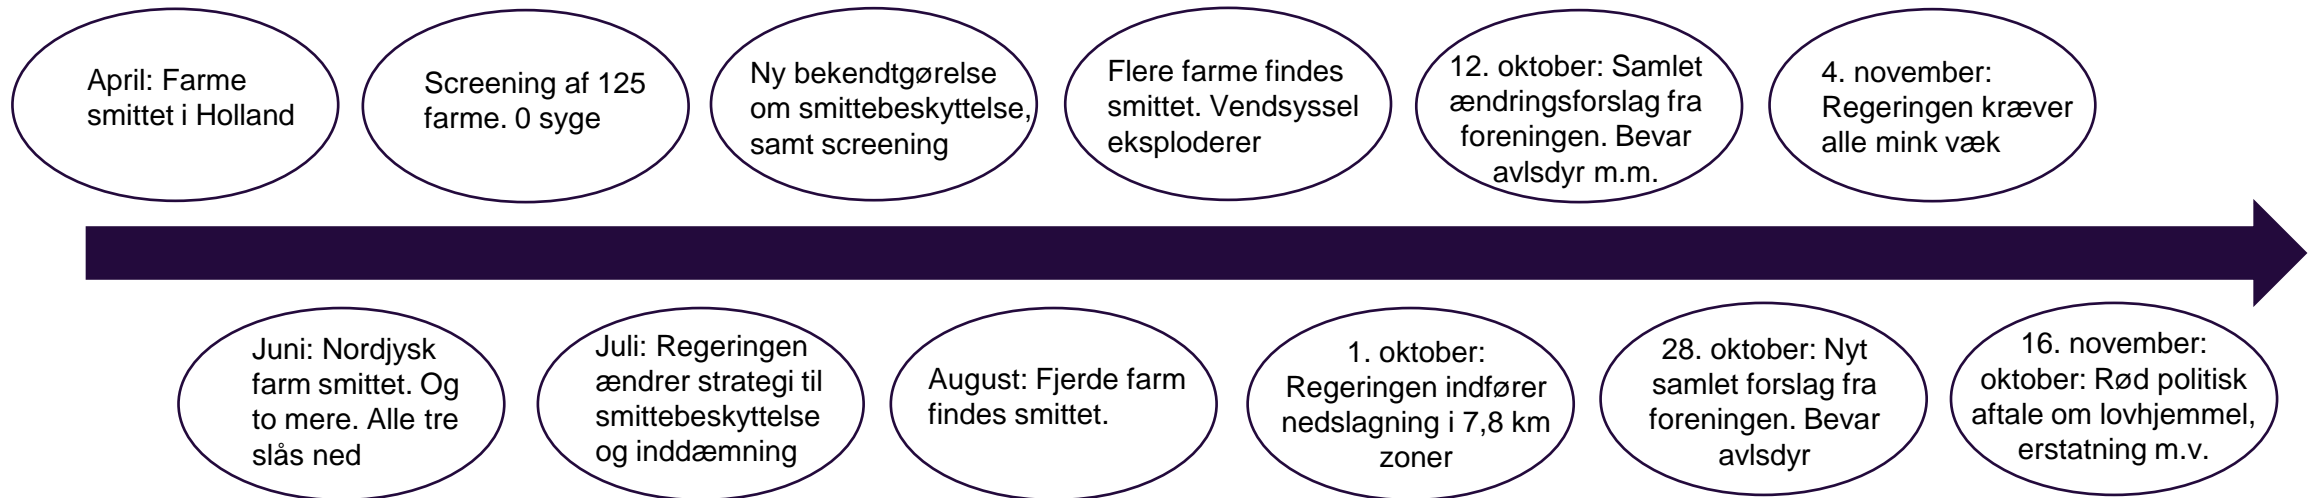 April: Farme
smittet i Holland
Screening af 125
farme. 0 syge
Ny bekendtgørelse
om smittebeskyttelse,
samt screening
Flere farme findes
smittet. Vendsyssel
eksploderer
12. oktober: Samlet
ændringsforslag fra
foreningen. Bevar
avlsdyr m.m.
4. november:
Regeringen kræver
alle mink væk
Juni: Nordjysk
farm smittet. Og
to mere. Alle tre
slås ned
Juli: Regeringen
ændrer strategi til
smittebeskyttelse
og inddæmning
August: Fjerde farm
findes smittet.
1. oktober:
Regeringen indfører
nedslagning i 7,8 km
zoner
28. oktober: Nyt
samlet forslag fra
foreningen. Bevar
avlsdyr
16. november:
oktober: Rød politisk
aftale om lovhjemmel,
erstatning m.v.